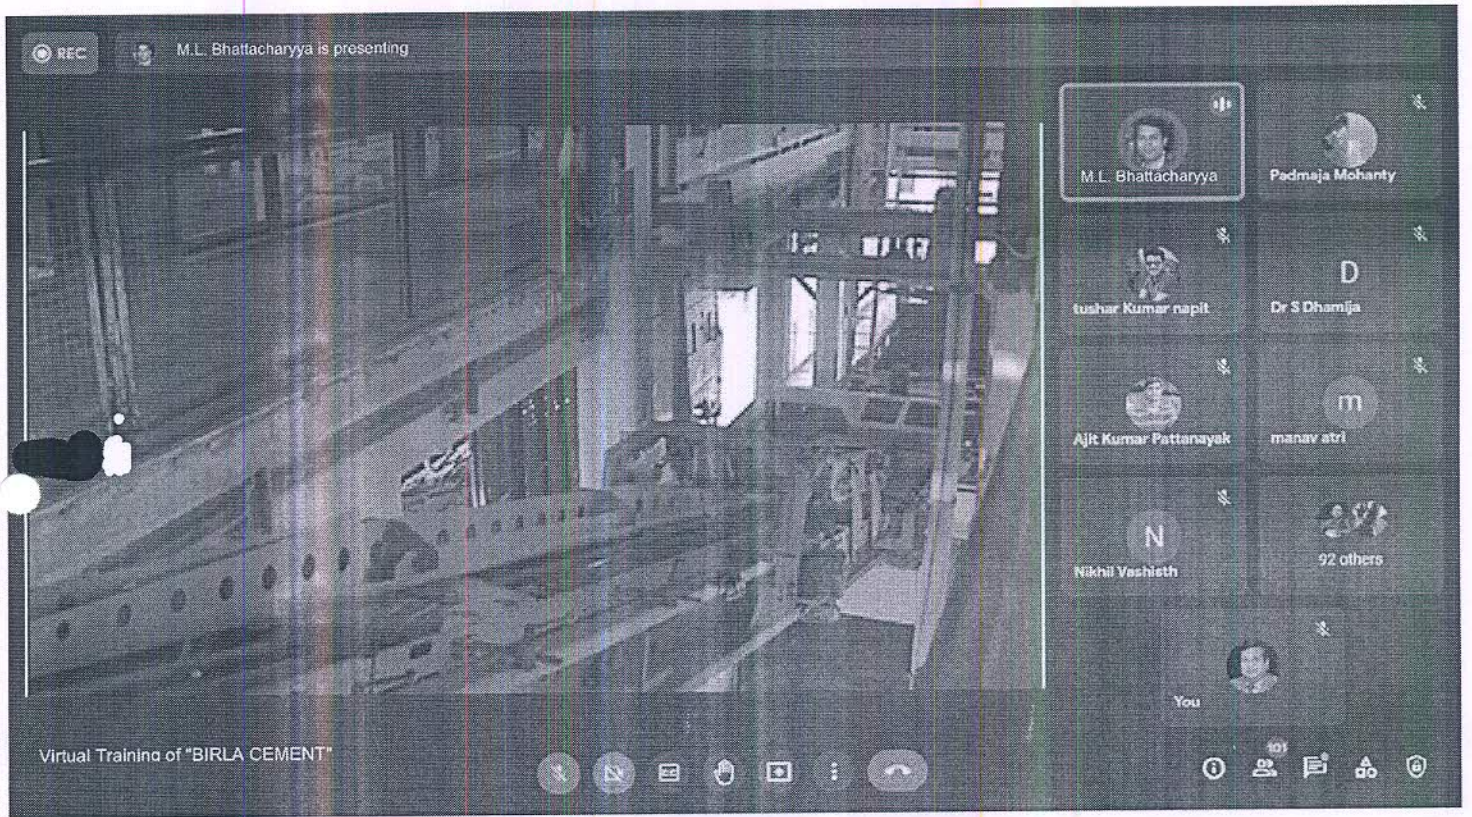 REC
M.L. Bhattacharyya is presenting
M.L. Bhattacharyya
Padmaja Mohanty
tushar Kumar napit
D
Dr S Dhamija
Ajit Kumar Pattanayak
m
manav atri
N
Nikhil Vashisth
92 others
You
Virtual Training of "BIRLA CEMENT"
CC
101